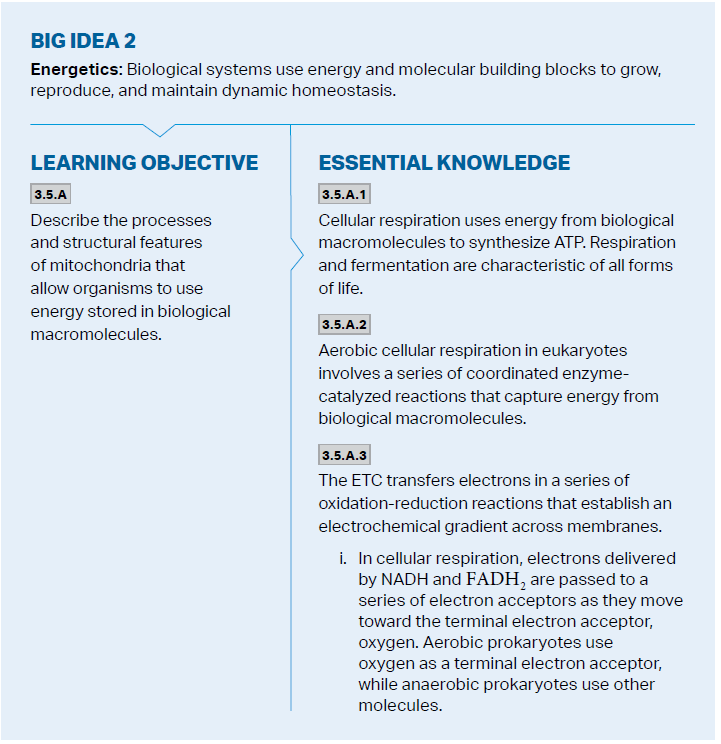 BIG IDEA 2
Energetics: Biological systems use energy and molecular building blocks to grow,
reproduce, and maintain dynamic homeostasis.
LEARNING OBJECTIVE
3.5.A
Describe the processes
and structural features
of mitochondria that
allow organisms to use
energy stored in biological
macromolecules.
ESSENTIAL KNOWLEDGE
3.5.A.1
Cellular respiration uses energy from biological
macromolecules to synthesize ATP. Respiration
and fermentation are characteristic of all forms
of life.
3.5.A.2
Aerobic cellular respiration in eukaryotes
involves a series of coordinated enzyme-
catalyzed reactions that capture energy from
biological macromolecules.
3.5.A.3
The ETC transfers electrons in a series of
oxidation-reduction reactions that establish an
electrochemical gradient across membranes.
i. In cellular respiration, electrons delivered
by NADH and FADH₂ are passed to a
series of electron acceptors as they move
toward the terminal electron acceptor,
oxygen. Aerobic prokaryotes use
oxygen as a terminal electron acceptor,
while anaerobic prokaryotes use other
molecules.